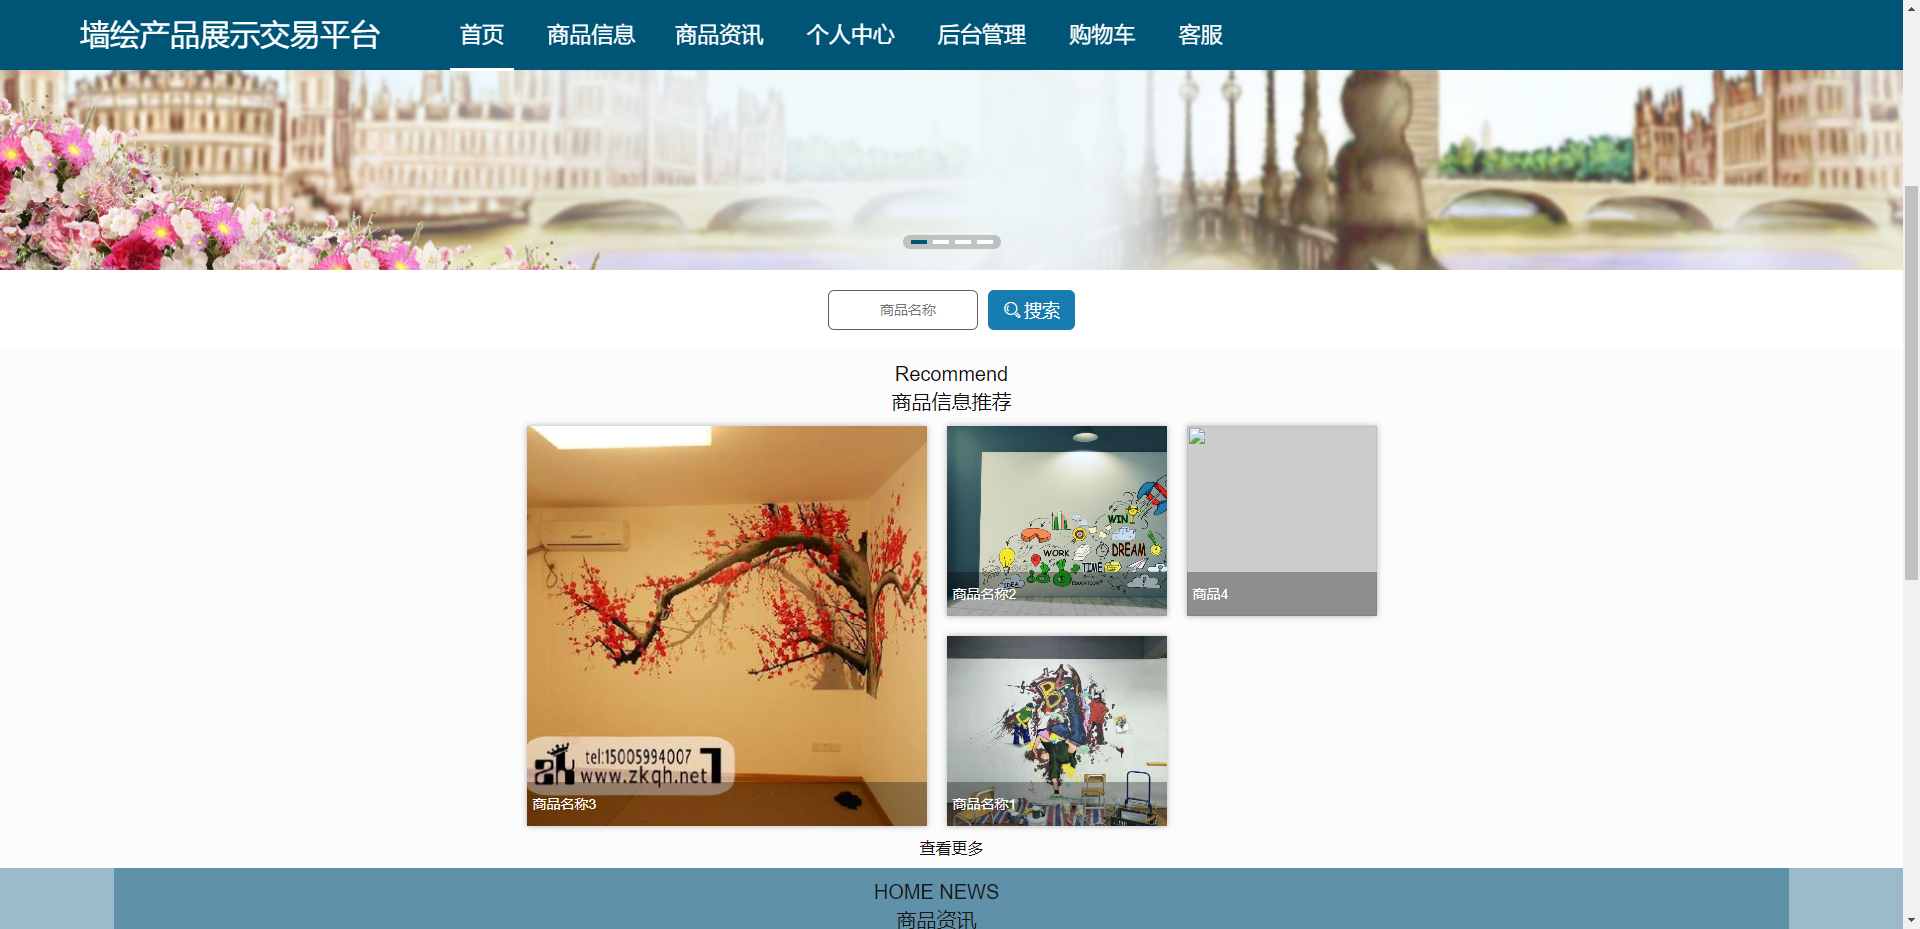 墙绘产品展示交易平台
首页 商品信息 商品资讯 个人中心 后台管理 购物车 客服
商品名称 搜索
Recommend
商品信息推荐
WIN
WORK
DREAM
TIME
IDEA
EDUCATION
商品名称2
商品4
tel:15005994007
www.zkqh.net
商品名称3
商品名称1
查看更多
HOME NEWS
商品资讯